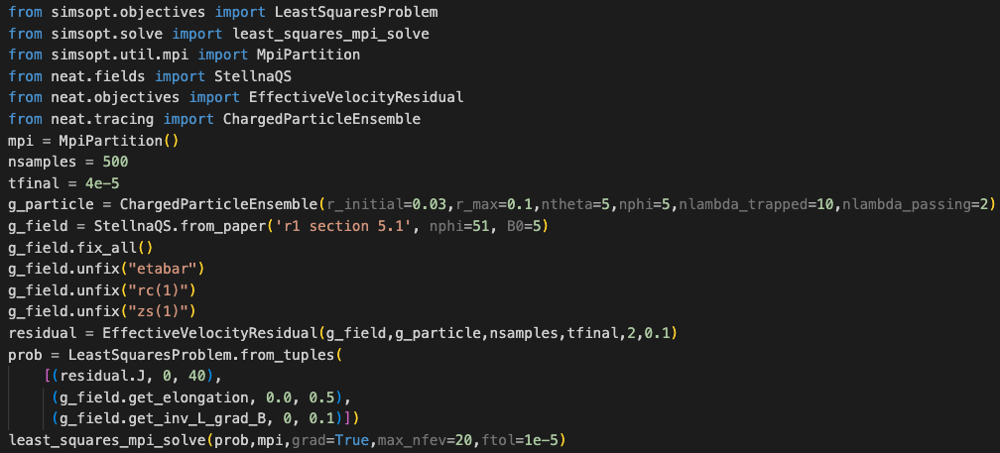 from simsopt.objectives import LeastSquaresProblem
from simsopt.solve import least_squares_mpi_solve
from simsopt.util.mpi import MpiPartition
from neat.fields import StellnaQS
from neat.objectives import EffectiveVelocityResidual
from neat.tracing import ChargedParticleEnsemble
mpi = MpiPartition()
nsamples = 500
tfinal = 4e-5
g_particle = ChargedParticleEnsemble(r_initial=0.03,r_max=0.1,ntheta=5,nphi=5,nlambda_trapped=10,nlambda_passing=2)
g_field = StellnaQS.from_paper('r1 section 5.1', nphi=51, B0=5)
g_field.fix_all()
g_field.unfix("etabar")
g_field.unfix("rc(1)")
g_field.unfix("zs(1)")
residual = EffectiveVelocityResidual(g_field,g_particle,nsamples,tfinal,2,0.1)
prob = LeastSquaresProblem.from_tuples(
    [(residual.J, 0, 40),
     (g_field.get_elongation, 0.0, 0.5),
     (g_field.get_inv_L_grad_B, 0, 0.1)])
least_squares_mpi_solve(prob,mpi,grad=True,max_nfev=20,ftol=1e-5)